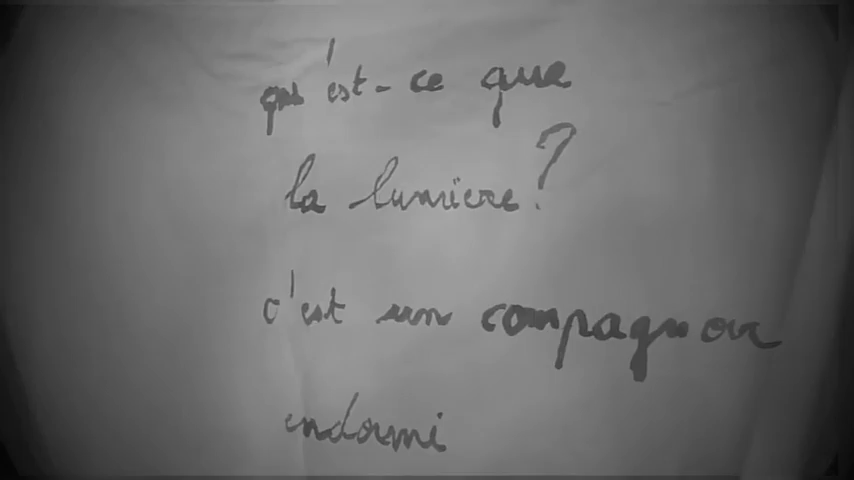 qu'est-ce que
la lumière?
c'est un compagnon
endormi